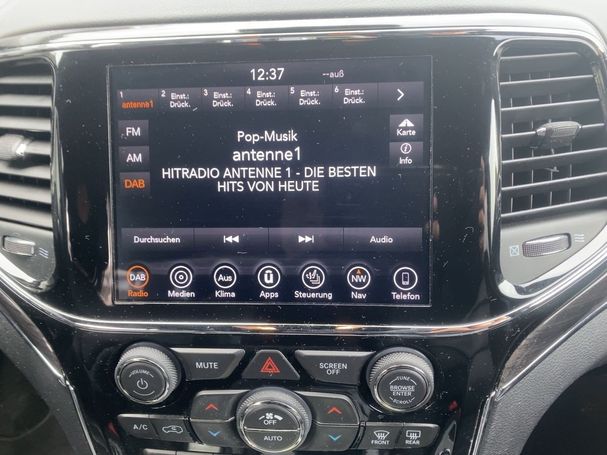 12:37 --auß
1 antenne1 2 Einst.: Drück. 3 Einst.: Drück. 4 Einst.: Drück. 5 Einst.: Drück. 6 Einst.: Drück.
FM
AM
DAB
Pop-Musik
antenne1
HITRADIO ANTENNE 1 - DIE BESTEN
HITS VON HEUTE
Karte
Info
Durchsuchen Audio
DAB Aus NW
Radio Medien Klima Apps Steuerung Nav Telefon
VOLUME
MUTE
SCREEN
OFF
TUNE
BROWSE
ENTER
SCROLL
A/C
OFF
AUTO
FRONT
REAR